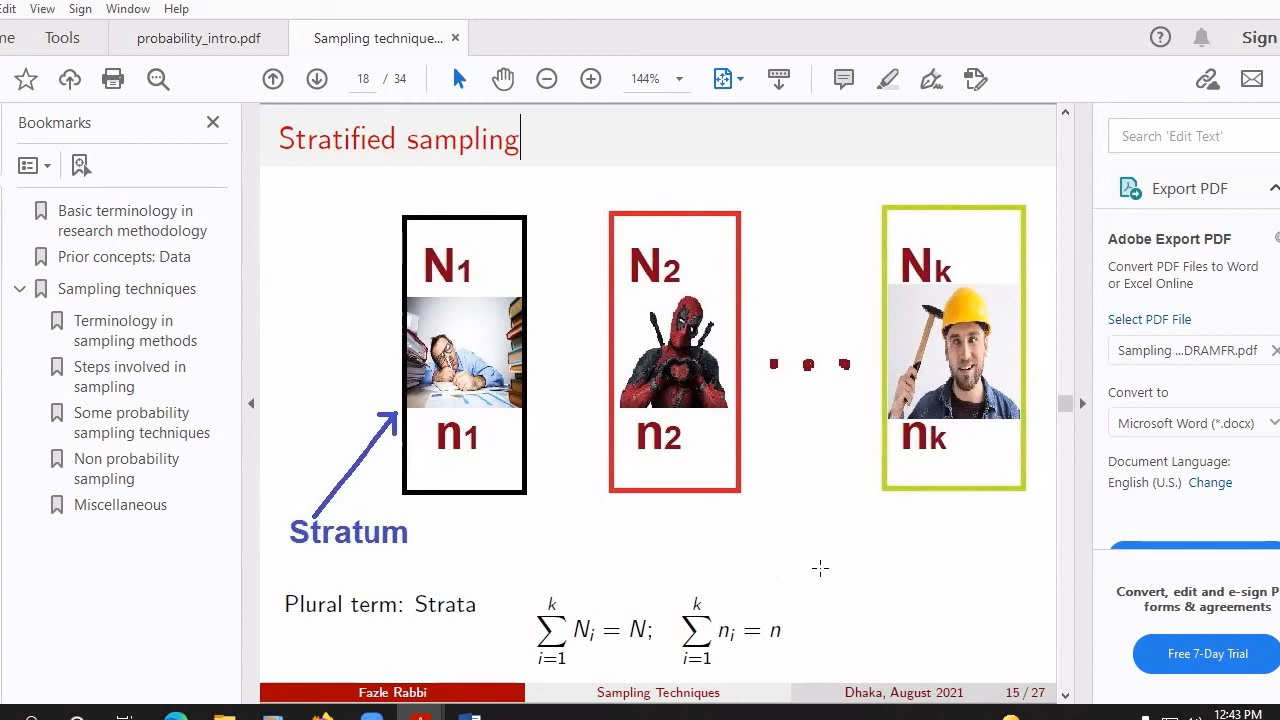 Edit View Sign Window Help
me Tools probability_intro.pdf Sampling technique... × Sign
18 / 34 144%
Bookmarks
Basic terminology in
research methodology
Prior concepts: Data
Sampling techniques
Terminology in
sampling methods
Steps involved in
sampling
Some probability
sampling techniques
Non probability
sampling
Miscellaneous
Stratified sampling
N1 N2 Nk
n1 n2 nk
Stratum
Plural term: Strata
k k
∑ Ni = N; ∑ ni = n
i=1 i=1
Fazle Rabbi Sampling Techniques Dhaka, August 2021 15 / 27
Search 'Edit Text'
Export PDF
Adobe Export PDF
Convert PDF Files to Word
or Excel Online
Select PDF File
Sampling ...DRAMFR.pdf ×
Convert to
Microsoft Word (*.docx)
Document Language:
English (U.S.) Change
Convert, edit and e-sign P
forms & agreements
Free 7-Day Trial
12:43 PM